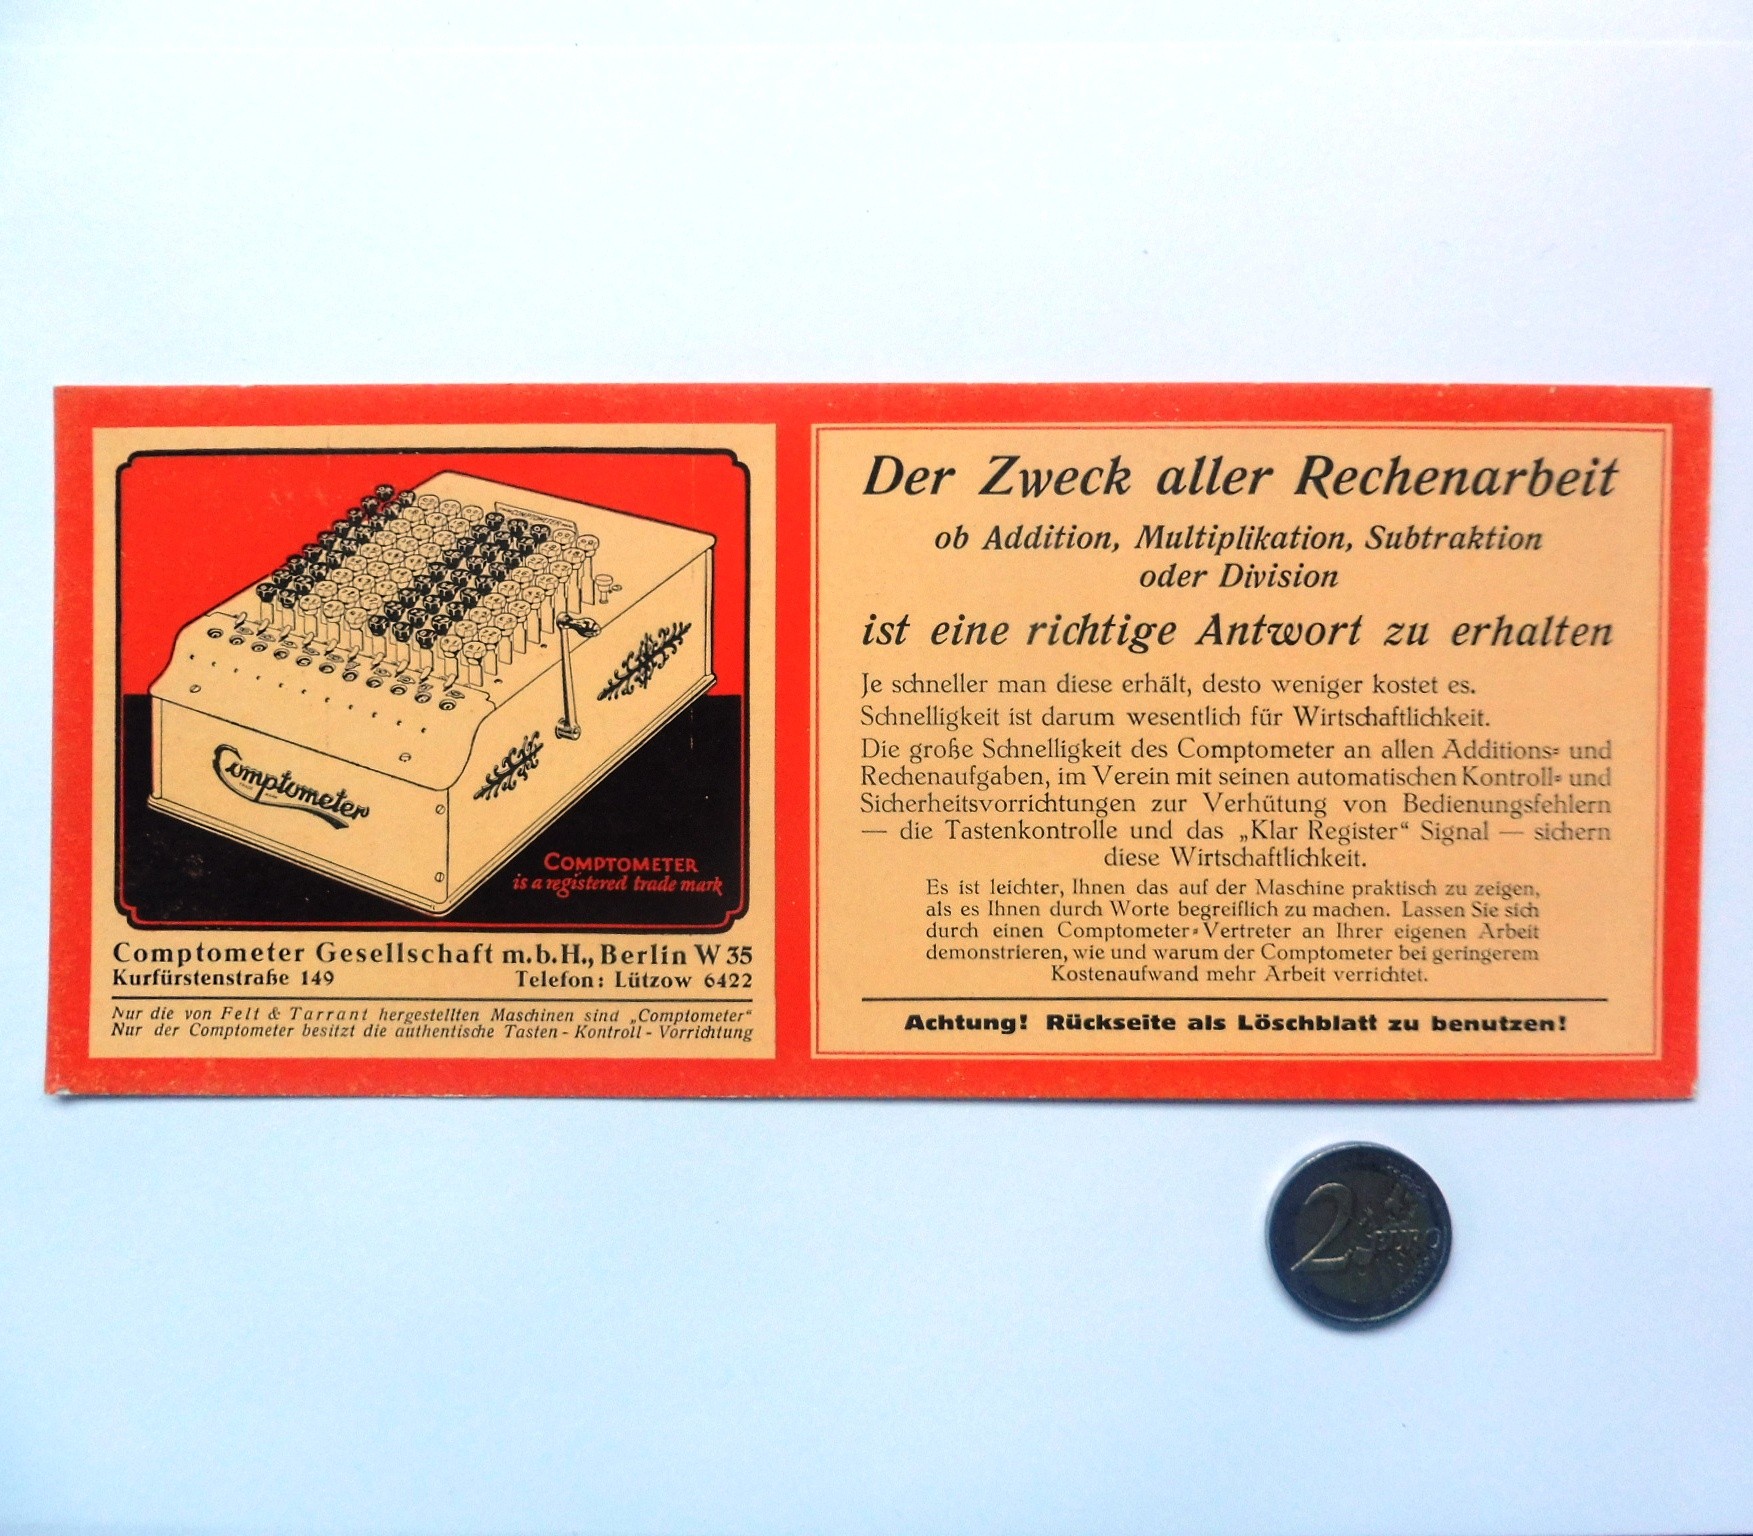 COMPTOMETER
Comptometer
COMPTOMETER
is a registered trade mark
Comptometer Gesellschaft m.b.H., Berlin W 35
Kurfürstenstraße 149 Telefon: Lützow 6422
Nur die von Felt & Tarrant hergestellten Maschinen sind „Comptometer“
Nur der Comptometer besitzt die authentische Tasten-Kontroll-Vorrichtung
Der Zweck aller Rechenarbeit
ob Addition, Multiplikation, Subtraktion
oder Division
ist eine richtige Antwort zu erhalten
Je schneller man diese erhält, desto weniger kostet es.
Schnelligkeit ist darum wesentlich für Wirtschaftlichkeit.
Die große Schnelligkeit des Comptometer an allen Additions- und
Rechenaufgaben, im Verein mit seinen automatischen Kontroll- und
Sicherheitsvorrichtungen zur Verhütung von Bedienungsfehlern
— die Tastenkontrolle und das „Klar Register“ Signal — sichern
diese Wirtschaftlichkeit.
Es ist leichter, Ihnen das auf der Maschine praktisch zu zeigen,
als es Ihnen durch Worte begreiflich zu machen. Lassen Sie sich
durch einen Comptometer-Vertreter an Ihrer eigenen Arbeit
demonstrieren, wie und warum der Comptometer bei geringerem
Kostenaufwand mehr Arbeit verrichtet.
Achtung! Rückseite als Löschblatt zu benutzen!
2 EURO